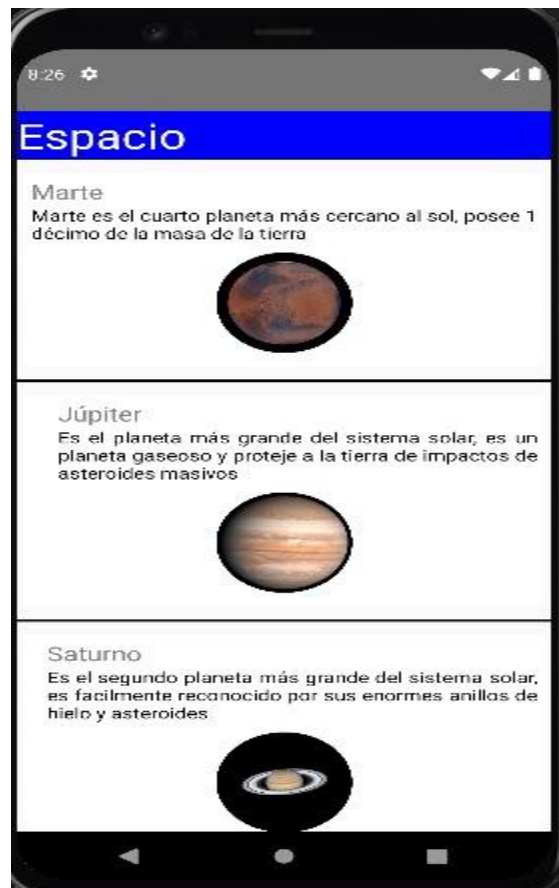 8:26
Espacio
Marte
Marte es el cuarto planeta más cercano al sol, posee 1
décimo de la masa de la tierra
Júpiter
Es el planeta más grande del sistema solar, es un
planeta gaseoso y proteje a la tierra de impactos de
asteroides masivos
Saturno
Es el segundo planeta más grande del sistema solar,
es facilmente reconocido por sus enormes anillos de
hielo y asteroides